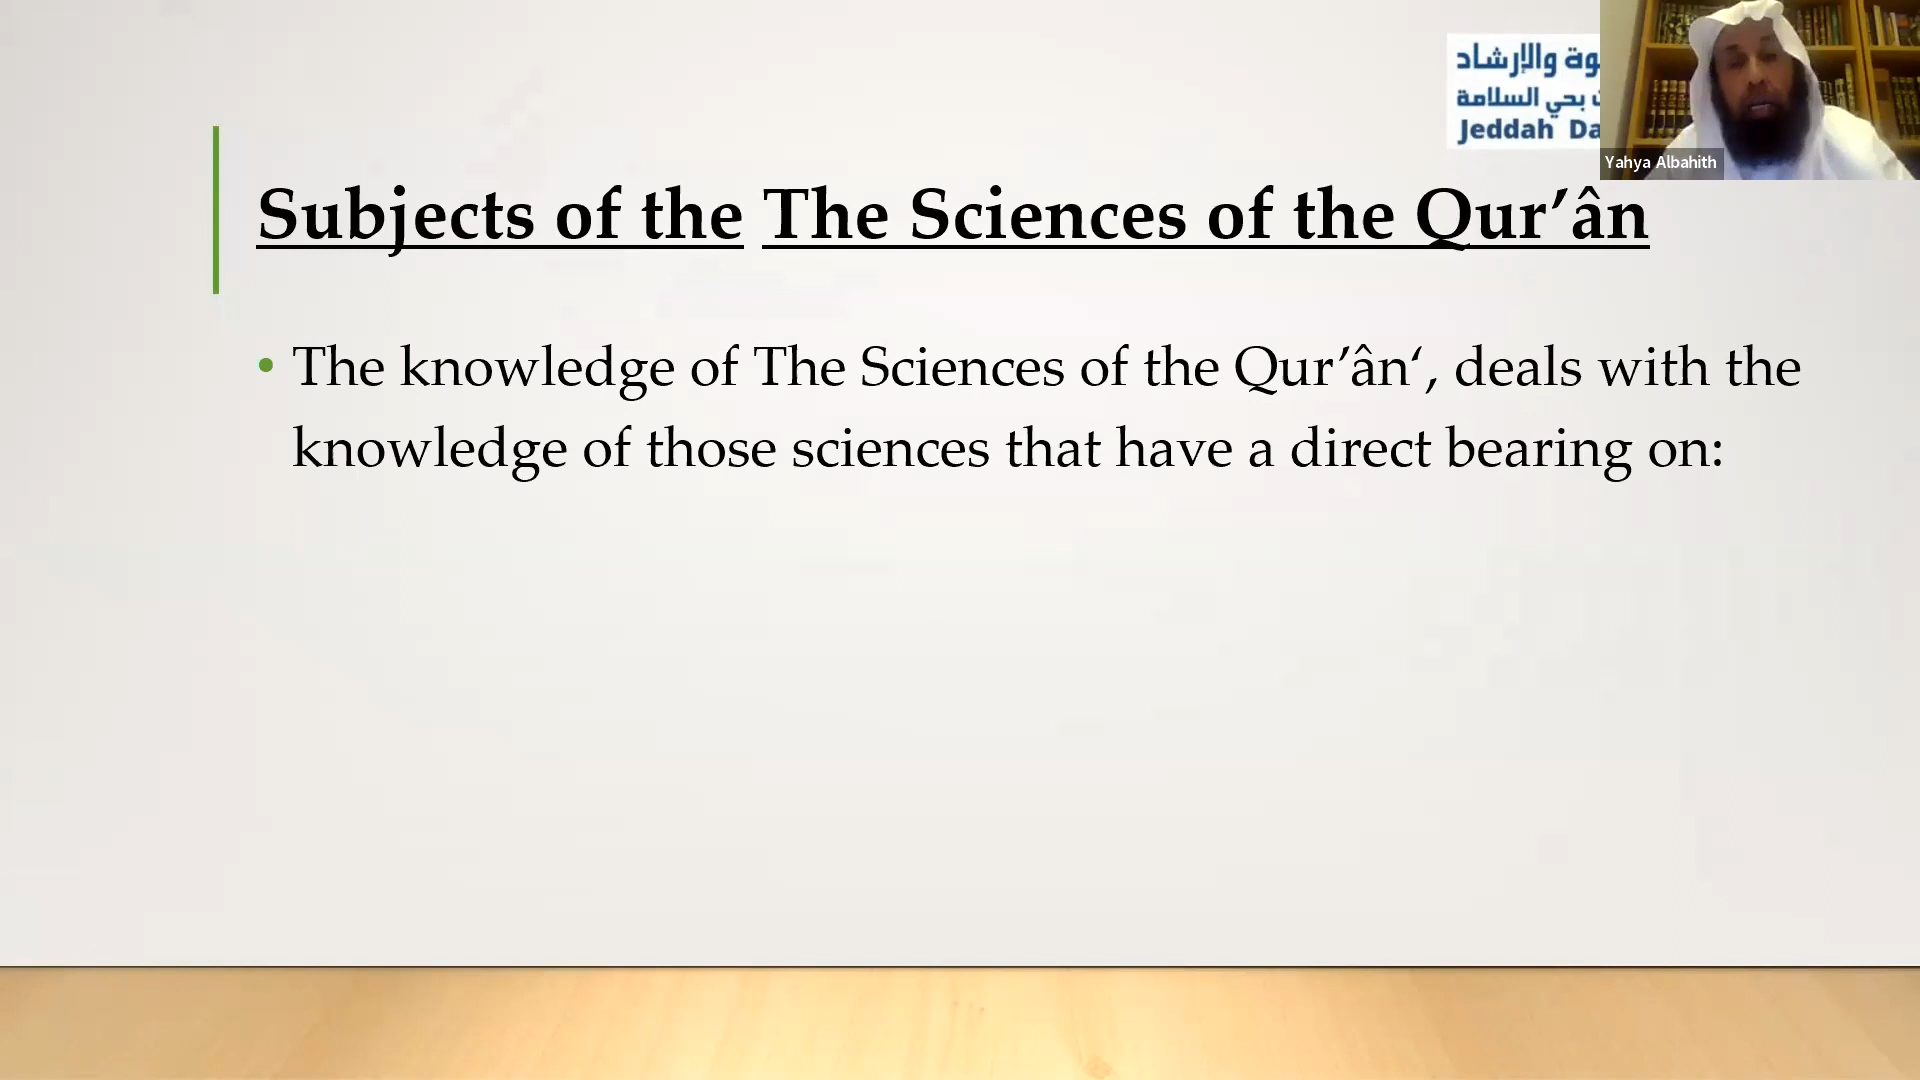 وة والإرشاد
بحي السلامة
Jeddah Da
Yahya Albahith
Subjects of the The Sciences of the Qur’ân
• The knowledge of The Sciences of the Qur’ân‘, deals with the
knowledge of those sciences that have a direct bearing on: